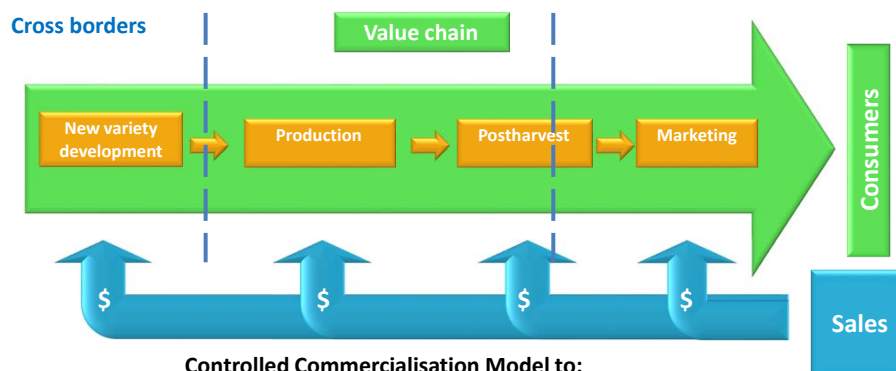 Cross borders
Value chain
New variety
development
Production
Postharvest
Marketing
Consumers
$
$
$
$
Sales
Controlled Commercialisation Model to: